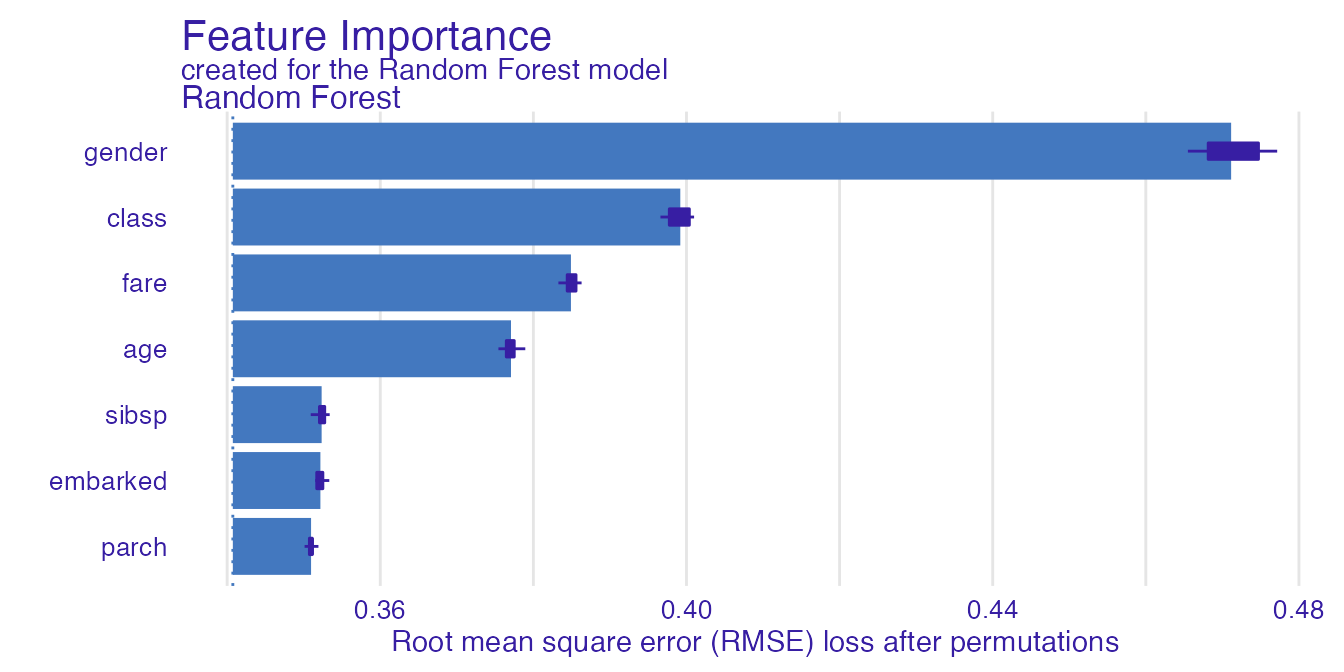 Feature Importance
created for the Random Forest model
Random Forest
gender
class
fare
age
sibsp
embarked
parch
0.36 0.40 0.44 0.48
Root mean square error (RMSE) loss after permutations